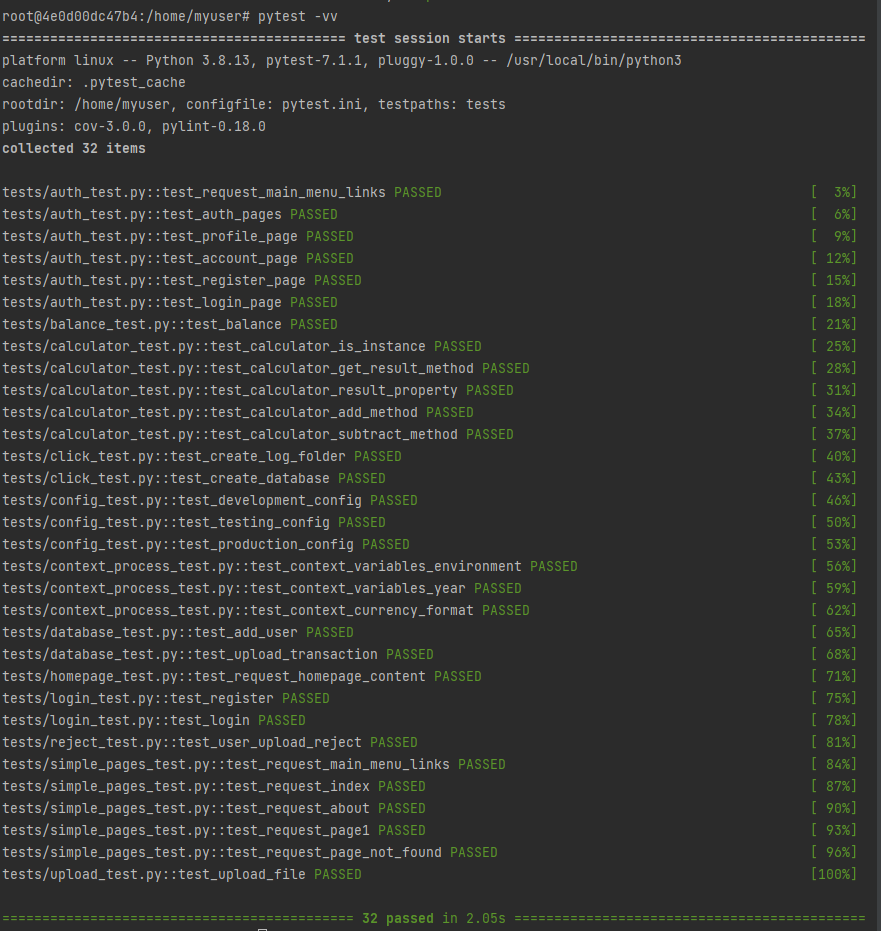 root@4e0d00dc47b4:/home/myuser# pytest -vv
=========================================== test session starts ============================================
platform linux -- Python 3.8.13, pytest-7.1.1, pluggy-1.0.0 -- /usr/local/bin/python3
cachedir: .pytest_cache
rootdir: /home/myuser, configfile: pytest.ini, testpaths: tests
plugins: cov-3.0.0, pylint-0.18.0
collected 32 items
tests/auth_test.py::test_request_main_menu_links PASSED [  3%]
tests/auth_test.py::test_auth_pages PASSED [  6%]
tests/auth_test.py::test_profile_page PASSED [  9%]
tests/auth_test.py::test_account_page PASSED [ 12%]
tests/auth_test.py::test_register_page PASSED [ 15%]
tests/auth_test.py::test_login_page PASSED [ 18%]
tests/balance_test.py::test_balance PASSED [ 21%]
tests/calculator_test.py::test_calculator_is_instance PASSED [ 25%]
tests/calculator_test.py::test_calculator_get_result_method PASSED [ 28%]
tests/calculator_test.py::test_calculator_result_property PASSED [ 31%]
tests/calculator_test.py::test_calculator_add_method PASSED [ 34%]
tests/calculator_test.py::test_calculator_subtract_method PASSED [ 37%]
tests/click_test.py::test_create_log_folder PASSED [ 40%]
tests/click_test.py::test_create_database PASSED [ 43%]
tests/config_test.py::test_development_config PASSED [ 46%]
tests/config_test.py::test_testing_config PASSED [ 50%]
tests/config_test.py::test_production_config PASSED [ 53%]
tests/context_process_test.py::test_context_variables_environment PASSED [ 56%]
tests/context_process_test.py::test_context_variables_year PASSED [ 59%]
tests/context_process_test.py::test_context_currency_format PASSED [ 62%]
tests/database_test.py::test_add_user PASSED [ 65%]
tests/database_test.py::test_upload_transaction PASSED [ 68%]
tests/homepage_test.py::test_request_homepage_content PASSED [ 71%]
tests/login_test.py::test_register PASSED [ 75%]
tests/login_test.py::test_login PASSED [ 78%]
tests/reject_test.py::test_user_upload_reject PASSED [ 81%]
tests/simple_pages_test.py::test_request_main_menu_links PASSED [ 84%]
tests/simple_pages_test.py::test_request_index PASSED [ 87%]
tests/simple_pages_test.py::test_request_about PASSED [ 90%]
tests/simple_pages_test.py::test_request_page1 PASSED [ 93%]
tests/simple_pages_test.py::test_request_page_not_found PASSED [ 96%]
tests/upload_test.py::test_upload_file PASSED [100%]
============================================ 32 passed in 2.05s ============================================